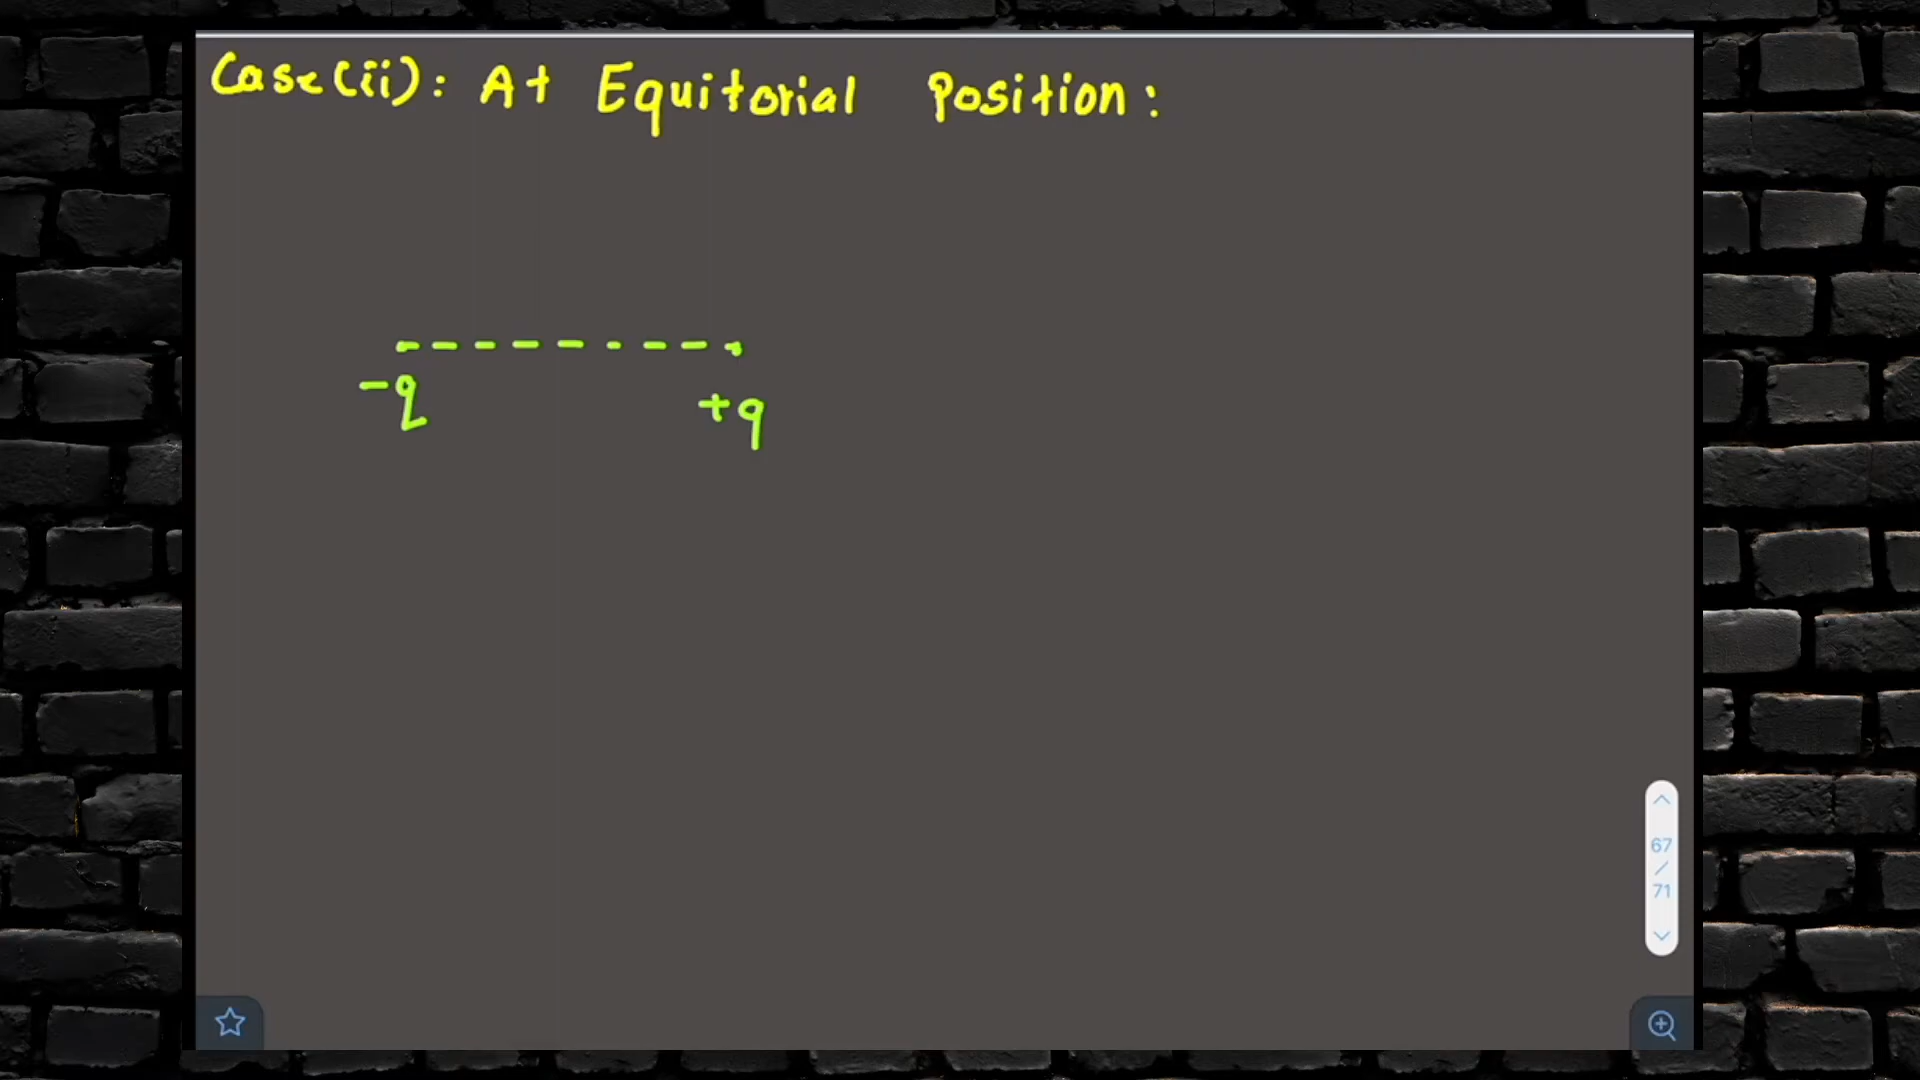 Case(ii): At Equitorial Position:
-q
+q
67
/
71